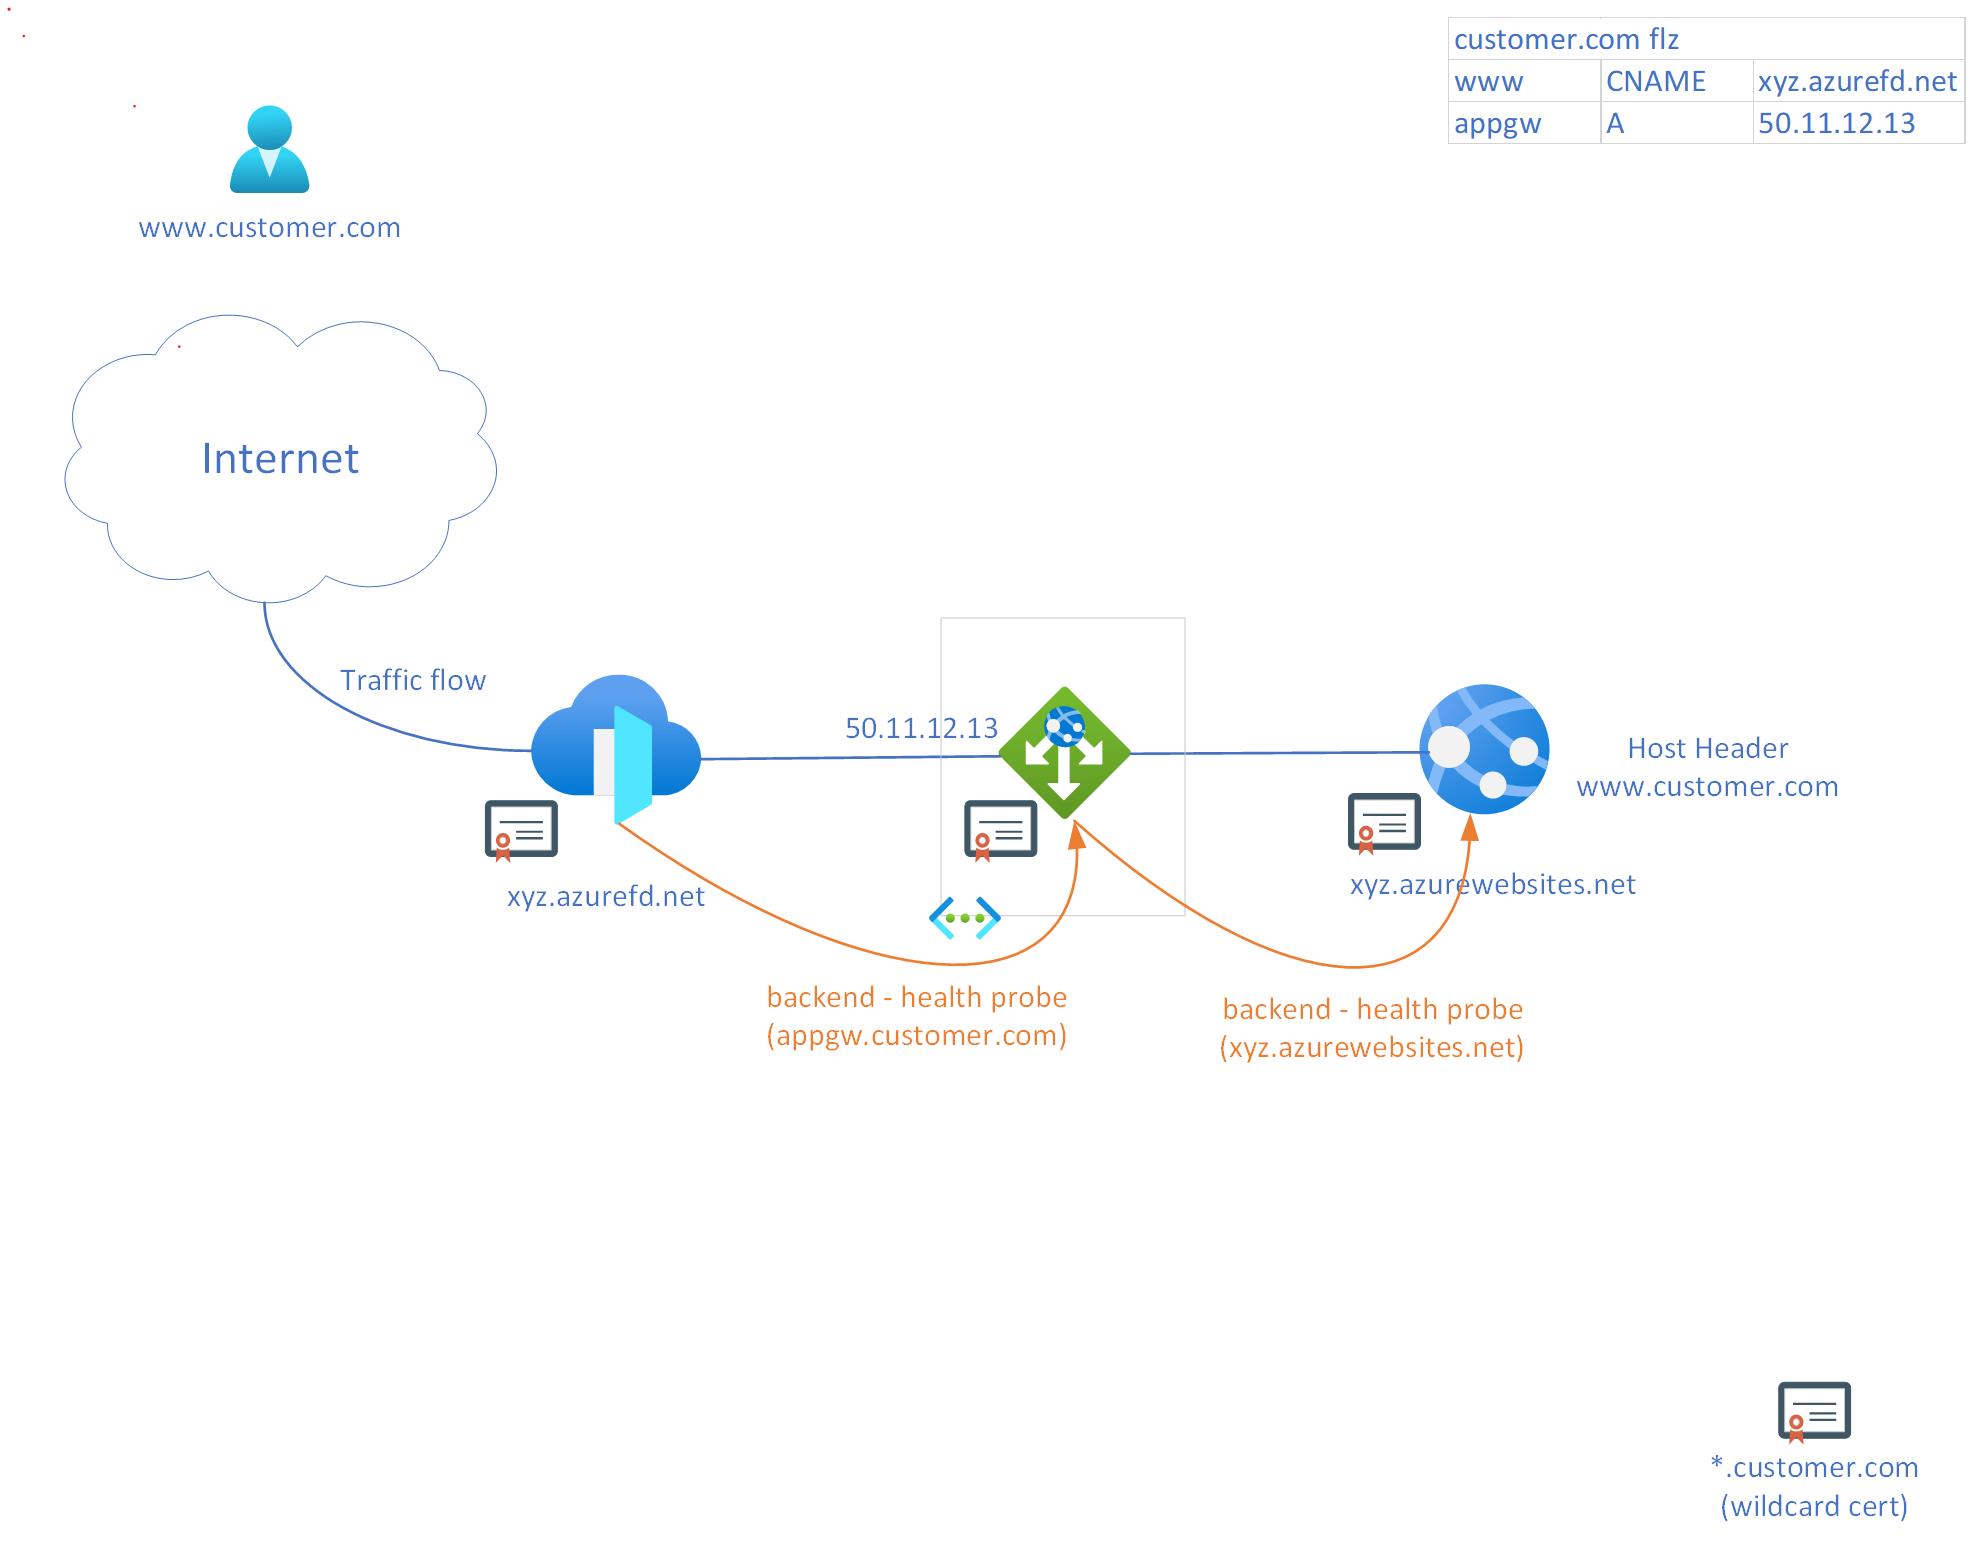 customer.com flz
www CNAME xyz.azurefd.net
appgw A 50.11.12.13
www.customer.com
Internet
Traffic flow
50.11.12.13
Host Header
www.customer.com
xyz.azurefd.net
xyz.azurewebsites.net
backend - health probe
(appgw.customer.com)
backend - health probe
(xyz.azurewebsites.net)
*.customer.com
(wildcard cert)